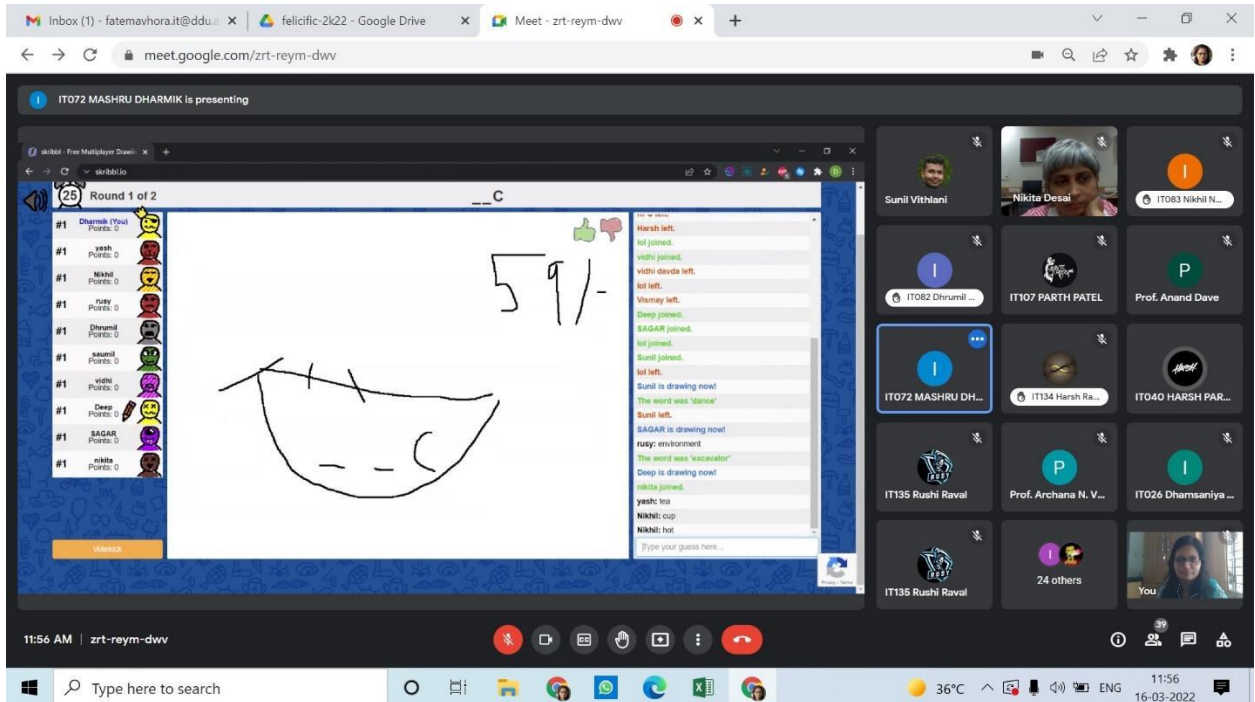 Inbox (1) - fatemavhora.it@ddu.a
felicific-2k22 - Google Drive
Meet - zrt-reym-dwv
meet.google.com/zrt-reym-dwv
IT072 MASHRU DHARMIK is presenting
skribbl - Free Multiplayer Drawin
skribbl.io
25
Round 1 of 2
__C
#1 Dharmik (You)
Points: 0
#1 yash
Points: 0
#1 Nikhil
Points: 0
#1 rusy
Points: 0
#1 Dhrumil
Points: 0
#1 saumil
Points: 0
#1 vidhi
Points: 0
#1 Deep
Points: 0
#1 SAGAR
Points: 0
#1 nikita
Points: 0
Votekick
59/-
_ _ C
Harsh left.
lol joined.
vidhi joined.
vidhi davda left.
lol left.
Vismay left.
Deep joined.
SAGAR joined.
lol joined.
Sunil joined.
lol left.
Sunil is drawing now!
The word was 'dance'
Sunil left.
SAGAR is drawing now!
rusy: environment
The word was 'excavator'
Deep is drawing now!
nikita joined.
yash: tea
Nikhil: cup
Nikhil: hot
Type your guess here...
Privacy - Terms
Sunil Vithlani
Nikita Desai
IT083 Nikhil N...
IT082 Dhrumil ...
IT107 PARTH PATEL
Prof. Anand Dave
IT072 MASHRU DH...
IT134 Harsh Ra...
IT040 HARSH PAR...
IT135 Rushi Raval
Prof. Archana N. V...
IT026 Dhamsaniya ...
IT135 Rushi Raval
24 others
You
11:56 AM | zrt-reym-dwv
39
Type here to search
36°C
ENG
11:56
16-03-2022